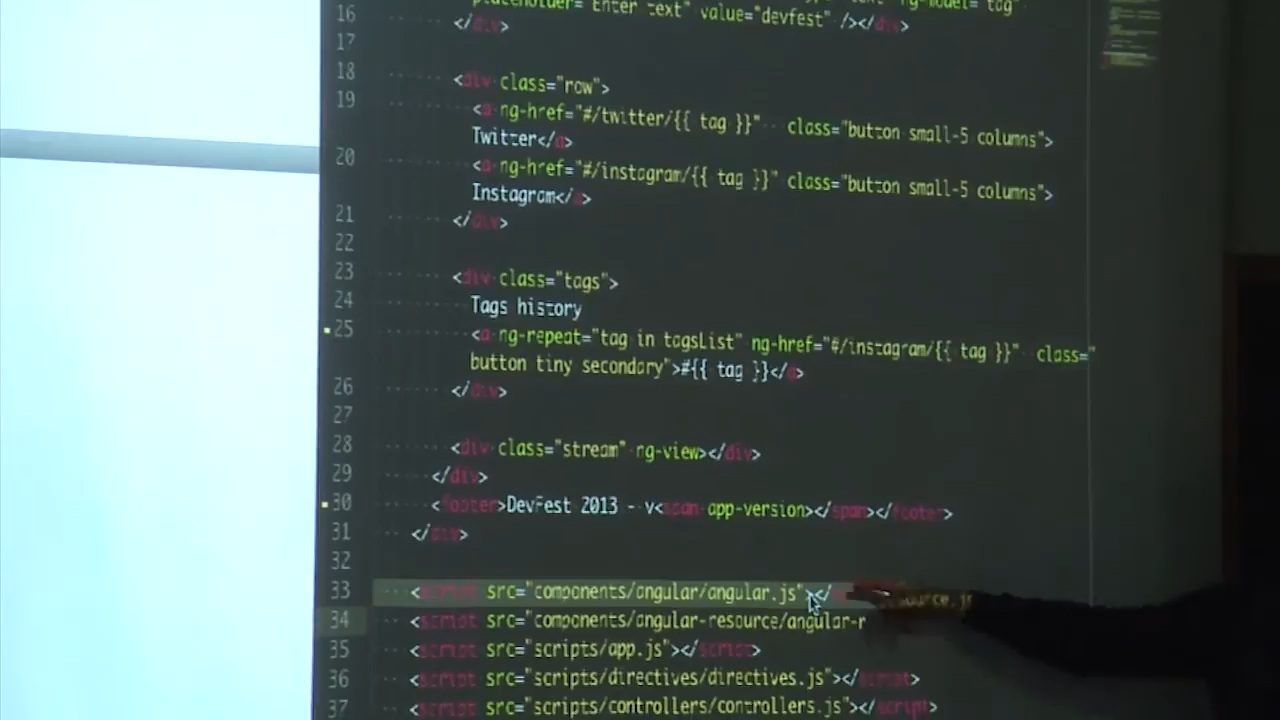 16 placeholder="Enter text" value="devfest" /></div>
</div>
17
18 <div class="row">
19 <a ng-href="#/twitter/{{ tag }}" class="button small-5 columns">
Twitter</a>
20 <a ng-href="#/instagram/{{ tag }}" class="button small-5 columns">
Instagram</a>
21 </div>
22
23 <div class="tags">
24 Tags history
25 <a ng-repeat="tag in tagsList" ng-href="#/instagram/{{ tag }}" class="
button tiny secondary">#{{ tag }}</a>
26 </div>
27
28 <div class="stream" ng-view></div>
29 </div>
30 <footer>DevFest 2013 - v<span app-version></span></footer>
31 </div>
32
33 <script src="components/angular/angular.js"></
34 <script src="components/angular-resource/angular-r
35 <script src="scripts/app.js"></script>
36 <script src="scripts/directives/directives.js"></script>
37 <script src="scripts/controllers/controllers.js"></script>